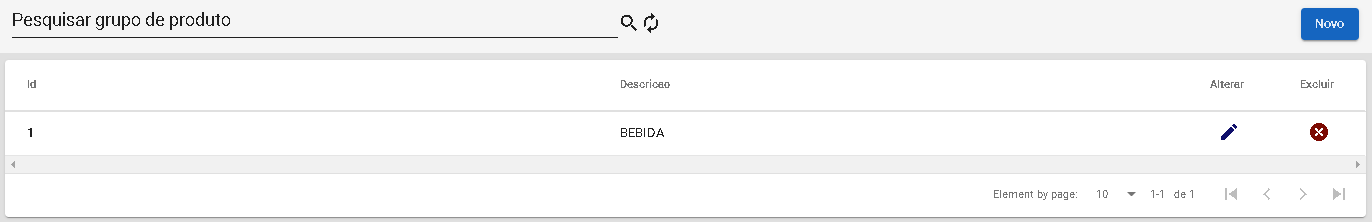 Pesquisar grupo de produto
Novo
Id Descricao Alterar Excluir
1 BEBIDA
Element by page: 10 1-1 de 1